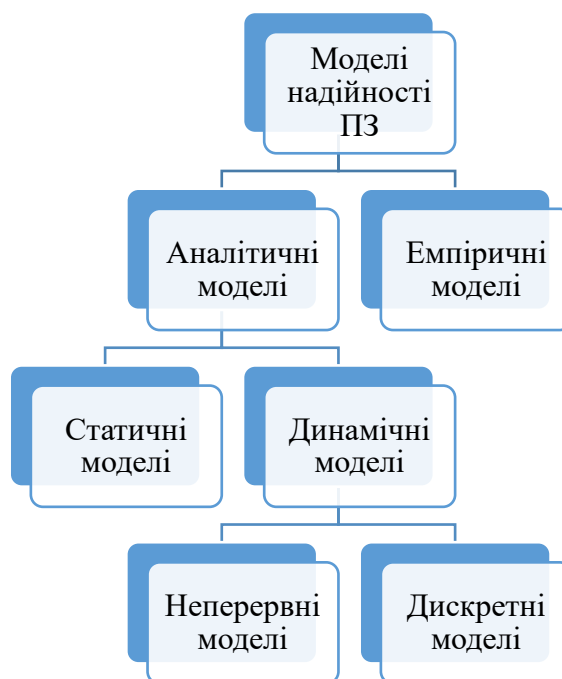 Моделі
надійності
ПЗ
Аналітичні
моделі
Емпіричні
моделі
Статичні
моделі
Динамічні
моделі
Неперервні
моделі
Дискретні
моделі